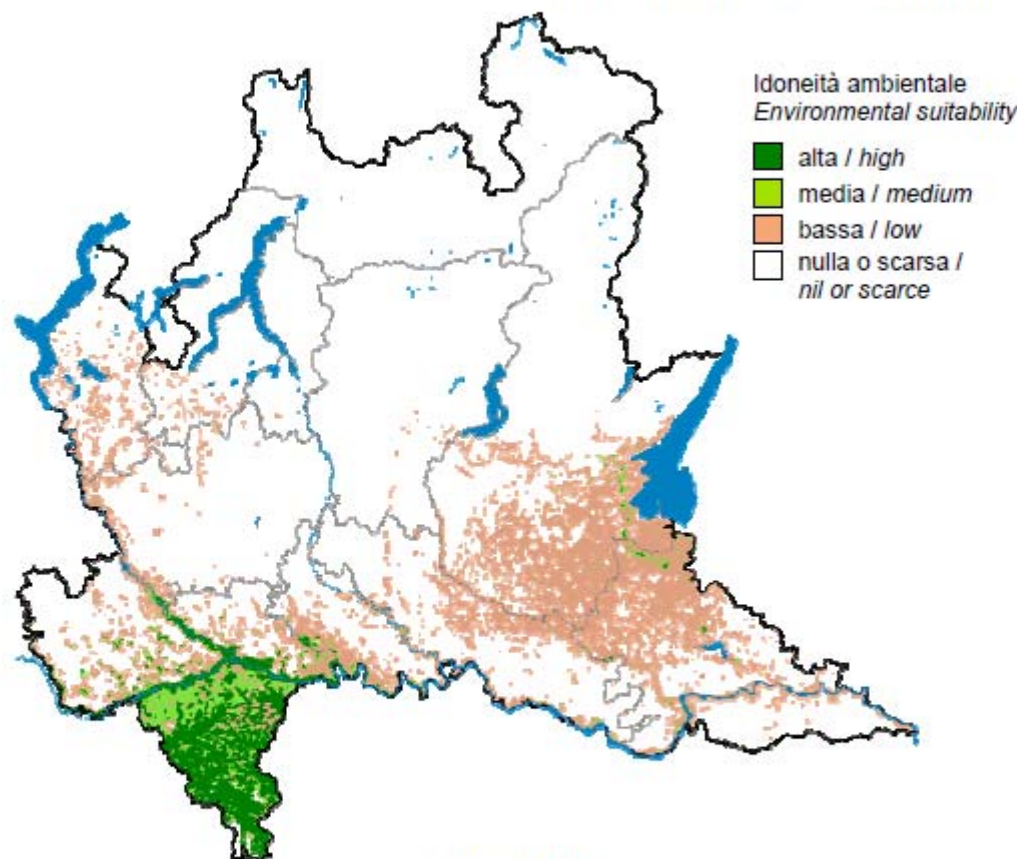 Idoneità ambientale
Environmental suitability
alta / high
media / medium
bassa / low
nulla o scarsa /
nil or scarce